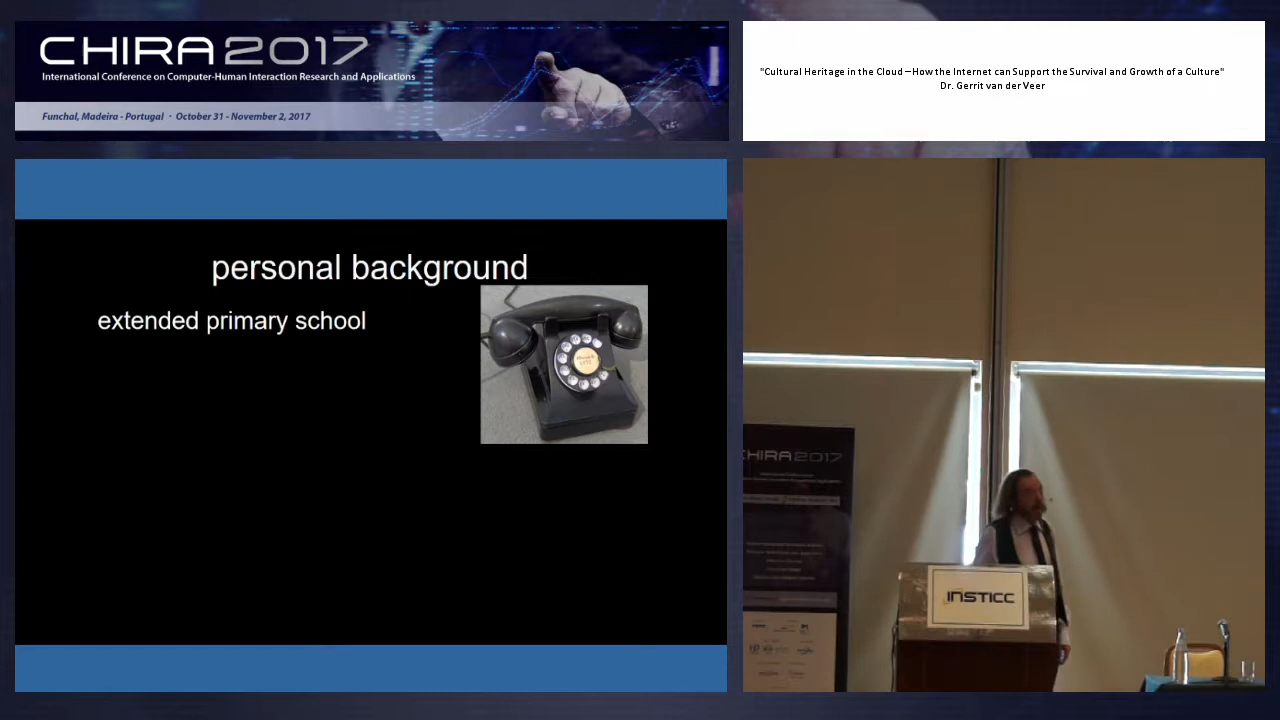 CHIRA 2017
International Conference on Computer-Human Interaction Research and Applications
Funchal, Madeira - Portugal · October 31 - November 2, 2017
"Cultural Heritage in the Cloud – How the Internet can Support the Survival and Growth of a Culture"
Dr. Gerrit van der Veer
personal background
extended primary school
CHIRA 2017
INSTICC